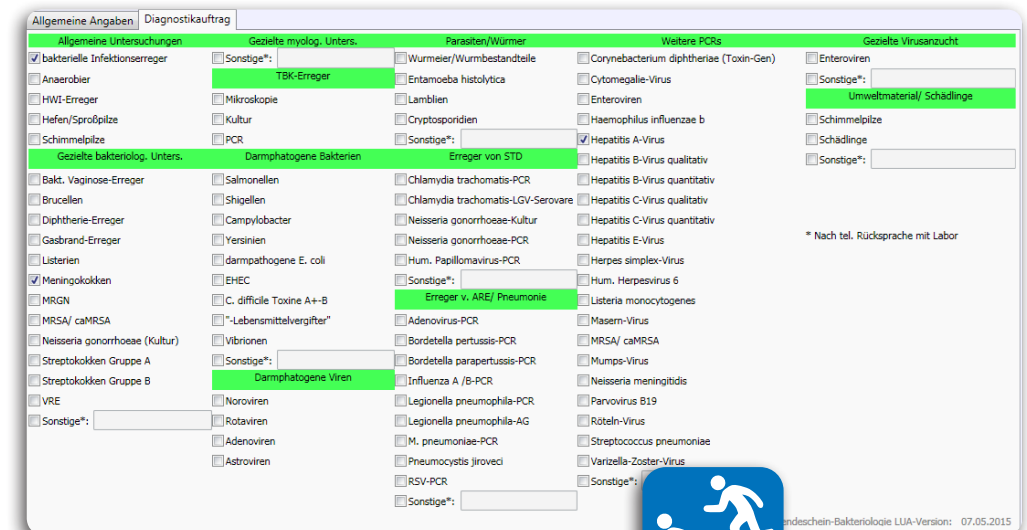 Allgemeine Angaben
Diagnostikauftrag
Allgemeine Untersuchungen
bakterielle Infektionserreier
Anaerobier
HWI-Erreger
Hefen/Sproßpilze
Schimmelpilze
Gezielte bakteriolog. Unters.
Bakt. Vaginose-Erreger
Brucellen
Diphtherie-Erreger
Gasbrand-Erreger
Listerien
Meningokokken
MRGN
MRSA/ caMRSA
Neisseria gonorrhoeae (Kultur)
Streptokokken Gruppe A
Streptokokken Gruppe B
VRE
Sonstige*:
Gezielte myolog. Unters.
Sonstige*:
TBK-Erreger
Mikroskopie
Kultur
PCR
Darmphatogene Bakterien
Salmonellen
Shigellen
Campylobacter
Yersinien
darmpathogene E. coli
EHEC
C. difficile Toxine A+-B
"-Lebensmittelvergifter"
Vibrionen
Sonstige*:
Darmphatogene Viren
Noroviren
Rotaviren
Adenoviren
Astroviren
Parasiten/Würmer
Wurmeier/Wurmbestandteile
Entamoeba histolytica
Lamblien
Cryptosporidien
Sonstige*:
Erreger von STD
Chlamydia trachomatis-PCR
Chlamydia trachomatis-LGV-Serovare
Neisseria gonorrhoeae-Kultur
Neisseria gonorrhoeae-PCR
Hum. Papillomavirus-PCR
Sonstige*:
Erreger v. ARE/ Pneumonie
Adenovirus-PCR
Bordetella pertussis-PCR
Bordetella parapertussis-PCR
Influenza A /B-PCR
Legionella pneumophila-PCR
Legionella pneumophila-AG
M. pneumoniae-PCR
Pneumocystis jiroveci
RSV-PCR
Sonstige*:
Weitere PCRs
Corynebacterium diphtheriae (Toxin-Gen)
Cytomegalie-Virus
Enteroviren
Haemophilus influenzae b
Hepatitis A-Virus
Hepatitis B-Virus qualitativ
Hepatitis B-Virus quantitativ
Hepatitis C-Virus qualitativ
Hepatitis C-Virus quantitativ
Hepatitis E-Virus
Herpes simplex-Virus
Hum. Herpesvirus 6
Listeria monocytogenes
Masern-Virus
MRSA/ caMRSA
Mumps-Virus
Neisseria meningitidis
Parvovirus B19
Röteln-Virus
Streptococcus pneumoniae
Varizella-Zoster-Virus
Sonstige*:
Gezielte Virusanzucht
Enteroviren
Sonstige*:
Umweltmaterial/ Schädlinge
Schimmelpilze
Schädlinge
Sonstige*:
* Nach tel. Rücksprache mit Labor
endeschein-Bakteriologie LUA-Version: 07.05.2015